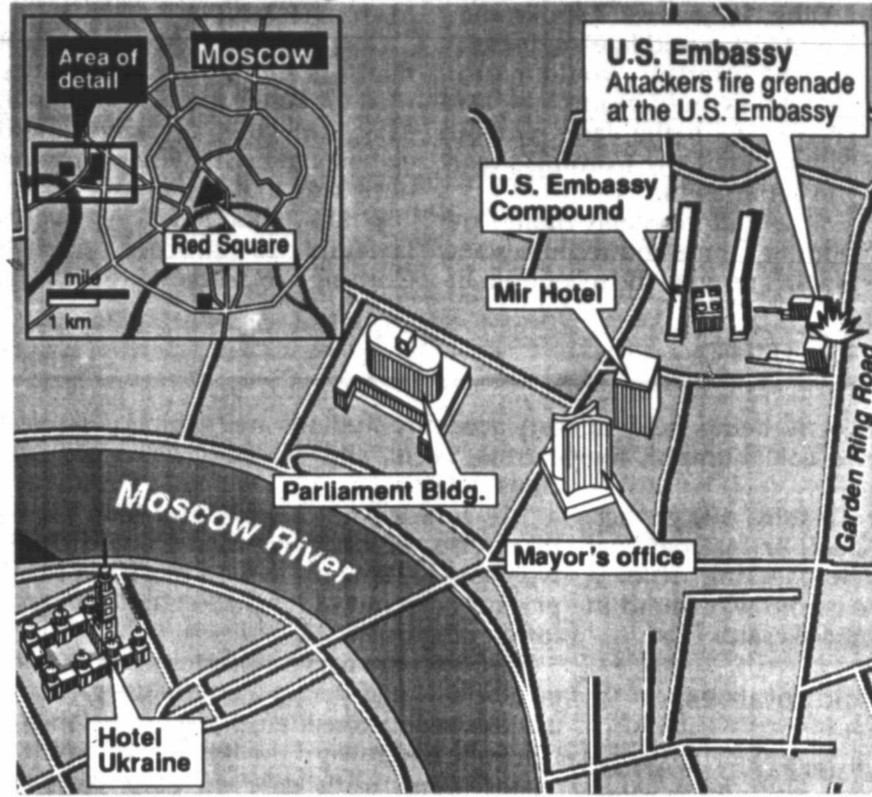 Area of
detail
Moscow
Red Square
1 mile
1 km
U.S. Embassy
Attackers fire grenade
at the U.S. Embassy
U.S. Embassy
Compound
Mir Hotel
Garden Ring Road
Parliament Bldg.
Mayor's office
Moscow River
Hotel
Ukraine